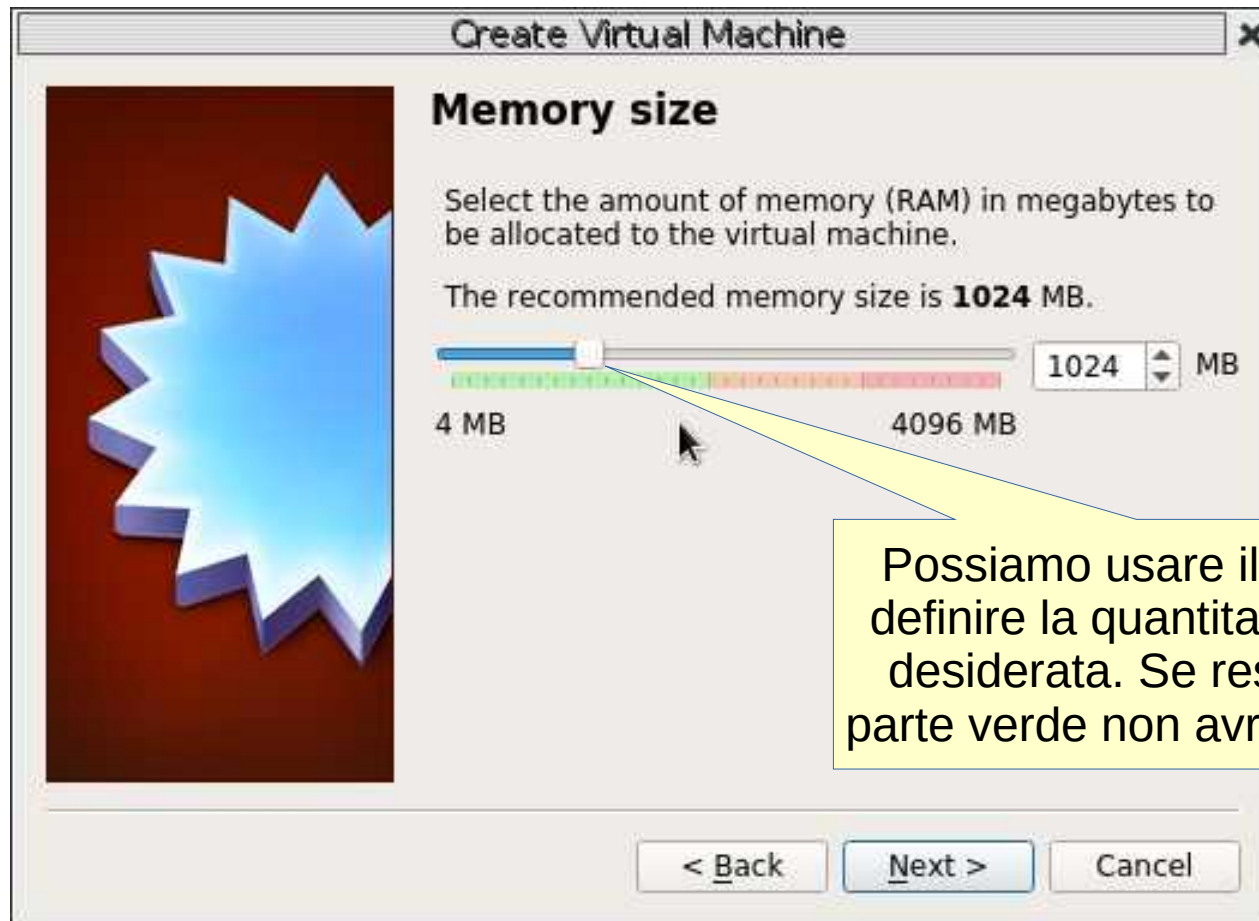 Create Virtual Machine
Memory size
Select the amount of memory (RAM) in megabytes to
be allocated to the virtual machine.
The recommended memory size is 1024 MB.
1024 MB
4 MB 4096 MB
Possiamo usare il
definire la quantita
desiderata. Se res
parte verde non avr
< Back Next > Cancel